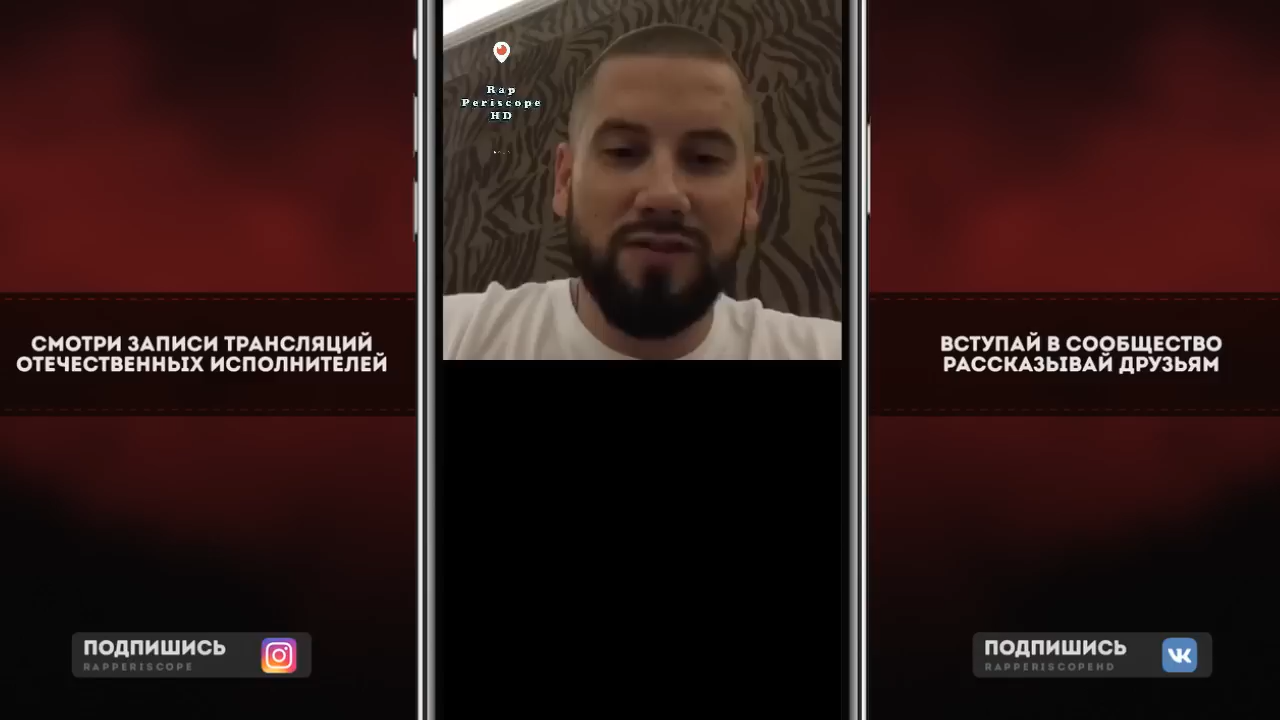 Rap
Periscope
HD
СМОТРИ ЗАПИСИ ТРАНСЛЯЦИЙ
ОТЕЧЕСТВЕННЫХ ИСПОЛНИТЕЛЕЙ
ВСТУПАЙ В СООБЩЕСТВО
РАССКАЗЫВАЙ ДРУЗЬЯМ
ПОДПИШИСЬ
RAPPERISCOPE
ПОДПИШИСЬ
RAPPERISCOPEHD